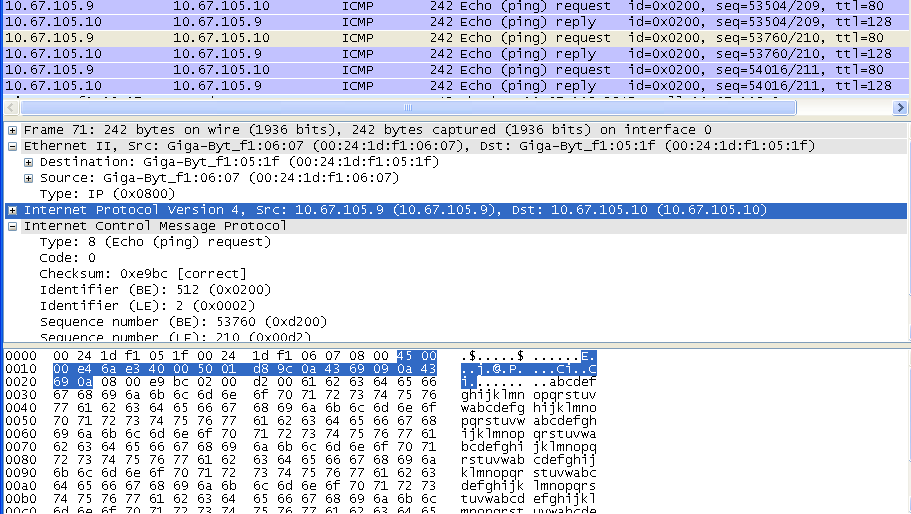 10.67.105.9 10.67.105.10 ICMP 242 Echo (ping) request id=0x0200, seq=53504/209, ttl=80
10.67.105.10 10.67.105.9 ICMP 242 Echo (ping) reply id=0x0200, seq=53504/209, ttl=128
10.67.105.9 10.67.105.10 ICMP 242 Echo (ping) request id=0x0200, seq=53760/210, ttl=80
10.67.105.10 10.67.105.9 ICMP 242 Echo (ping) reply id=0x0200, seq=53760/210, ttl=128
10.67.105.9 10.67.105.10 ICMP 242 Echo (ping) request id=0x0200, seq=54016/211, ttl=80
10.67.105.10 10.67.105.9 ICMP 242 Echo (ping) reply id=0x0200, seq=54016/211, ttl=128
Frame 71: 242 bytes on wire (1936 bits), 242 bytes captured (1936 bits) on interface 0
Ethernet II, Src: Giga-Byt_f1:06:07 (00:24:1d:f1:06:07), Dst: Giga-Byt_f1:05:1f (00:24:1d:f1:05:1f)
Destination: Giga-Byt_f1:05:1f (00:24:1d:f1:05:1f)
Source: Giga-Byt_f1:06:07 (00:24:1d:f1:06:07)
Type: IP (0x0800)
Internet Protocol Version 4, Src: 10.67.105.9 (10.67.105.9), Dst: 10.67.105.10 (10.67.105.10)
Internet Control Message Protocol
Type: 8 (Echo (ping) request)
Code: 0
Checksum: 0xe9bc [correct]
Identifier (BE): 512 (0x0200)
Identifier (LE): 2 (0x0002)
Sequence number (BE): 53760 (0xd200)
Sequence number (LE): 210 (0x00d2)
0000 00 24 1d f1 05 1f 00 24 1d f1 06 07 08 00 45 00 .$.....$ ......E.
0010 00 e4 6a e3 40 00 50 01 d8 9c 0a 43 69 09 0a 43 ..j.@.P. ...Ci..C
0020 69 0a 08 00 e9 bc 02 00 d2 00 61 62 63 64 65 66 i....... ..abcdef
0030 67 68 69 6a 6b 6c 6d 6e 6f 70 71 72 73 74 75 76 ghijklmn opqrstuv
0040 77 61 62 63 64 65 66 67 68 69 6a 6b 6c 6d 6e 6f wabcdefg hijklmno
0050 70 71 72 73 74 75 76 77 61 62 63 64 65 66 67 68 pqrstuvw abcdefgh
0060 69 6a 6b 6c 6d 6e 6f 70 71 72 73 74 75 76 77 61 ijklmnop qrstuvwa
0070 62 63 64 65 66 67 68 69 6a 6b 6c 6d 6e 6f 70 71 bcdefghi jklmnopq
0080 72 73 74 75 76 77 61 62 63 64 65 66 67 68 69 6a rstuvwab cdefghij
0090 6b 6c 6d 6e 6f 70 71 72 73 74 75 76 77 61 62 63 klmnopqr stuvwabc
00a0 64 65 66 67 68 69 6a 6b 6c 6d 6e 6f 70 71 72 73 defghijk lmnopqrs
00b0 74 75 76 77 61 62 63 64 65 66 67 68 69 6a 6b 6c tuvwabcd efghijkl
00c0 6d 6e 6f 70 71 72 73 74 75 76 77 61 62 63 64 65 mnopqrst uvwabcde